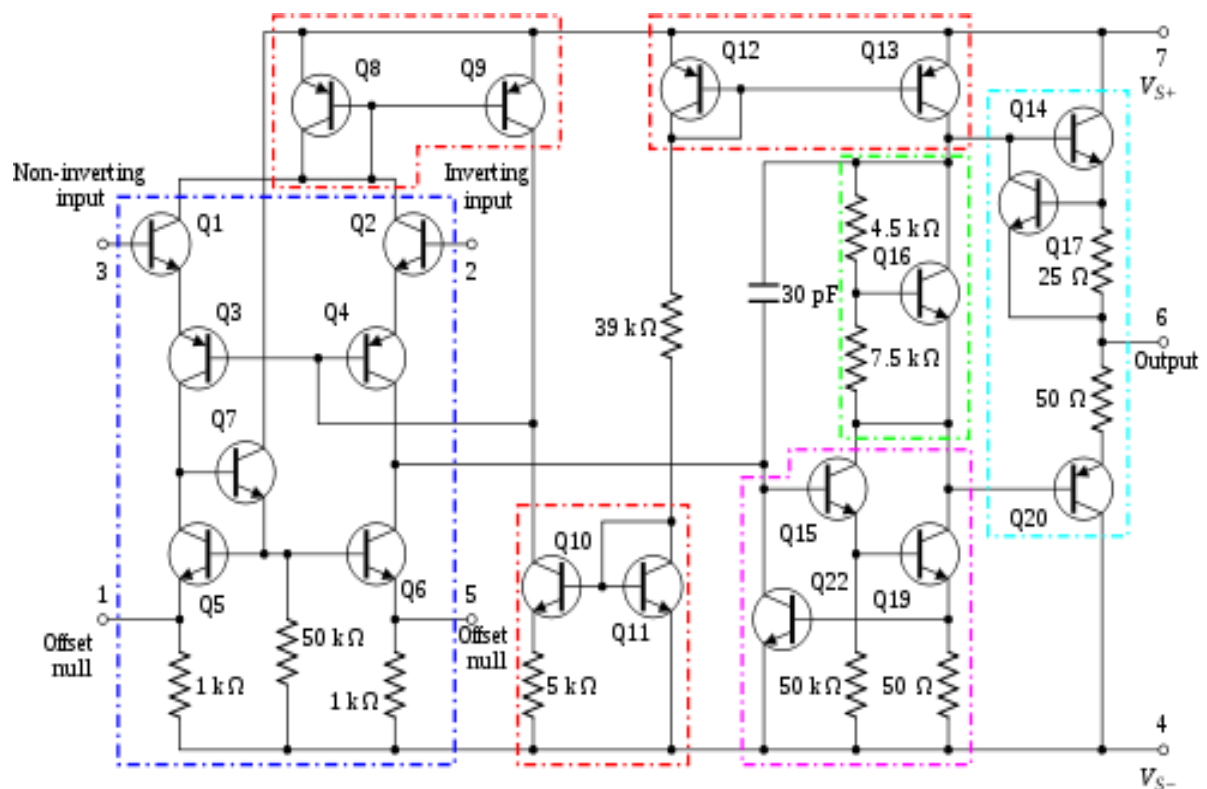 Q12
Q13
7
V_S+
Q8
Q9
Q14
Non-inverting
input
Inverting
input
Q1
Q2
3
2
4.5 kΩ
Q16
Q17
25 Ω
Q3
Q4
30 pF
39 kΩ
7.5 kΩ
6
Output
50 Ω
Q7
Q15
Q20
Q10
Q22
1
Q5
Q6
5
Q11
Q19
Offset
null
50 kΩ
Offset
null
1 kΩ
1 kΩ
5 kΩ
50 kΩ
50 Ω
4
V_S−